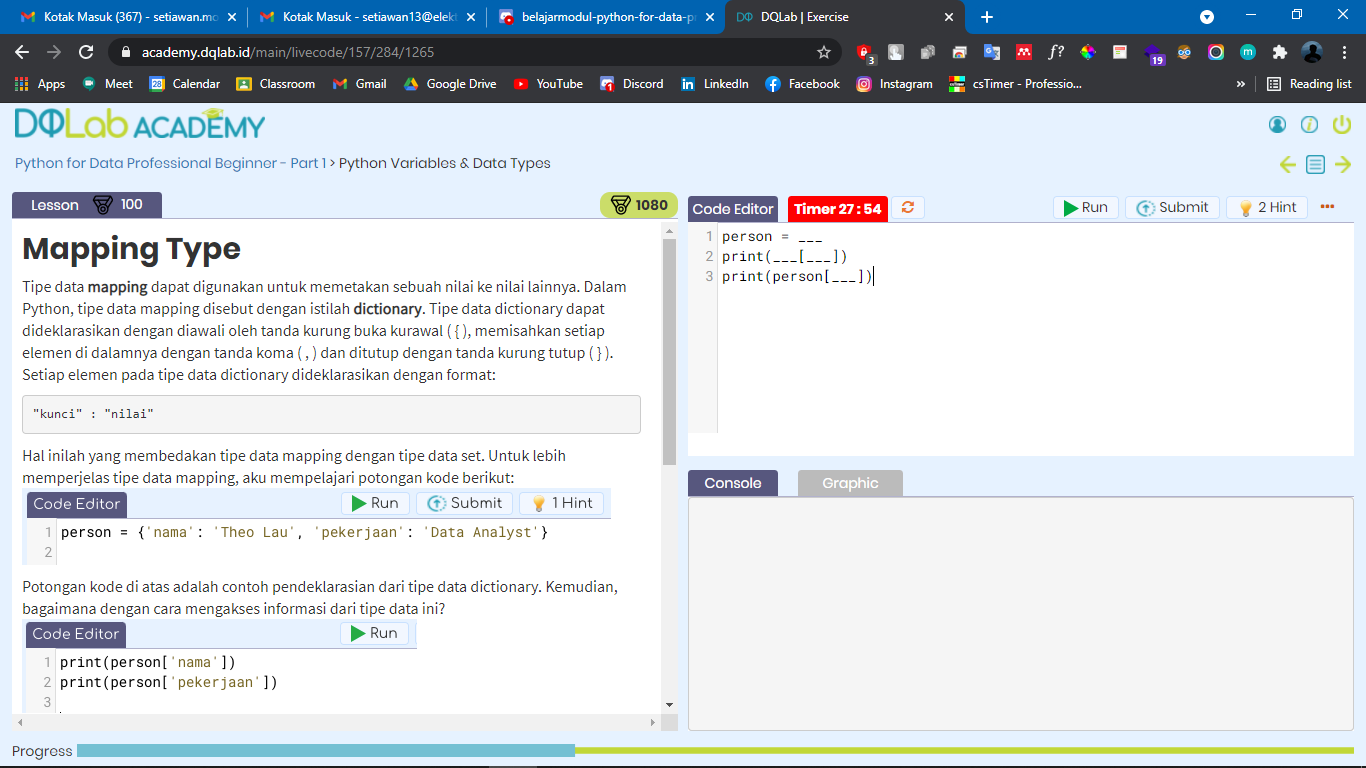 Kotak Masuk (367) - setiawan.mo
Kotak Masuk - setiawan13@elekt
belajarmodul-python-for-data-pr
DQLab | Exercise
academy.dqlab.id/main/livecode/157/284/1265
3
f?
19
m
Apps
Meet
28
Calendar
Classroom
Gmail
Google Drive
YouTube
1
Discord
LinkedIn
Facebook
Instagram
csTimer - Professio...
»
Reading list
DQLab ACADEMY
Python for Data Professional Beginner - Part 1 > Python Variables & Data Types
Lesson 100
1080
Mapping Type
Tipe data mapping dapat digunakan untuk memetakan sebuah nilai ke nilai lainnya. Dalam
Python, tipe data mapping disebut dengan istilah dictionary. Tipe data dictionary dapat
dideklarasikan dengan diawali oleh tanda kurung buka kurawal ({), memisahkan setiap
elemen di dalamnya dengan tanda koma (,) dan ditutup dengan tanda kurung tutup (}).
Setiap elemen pada tipe data dictionary dideklarasikan dengan format:
"kunci" : "nilai"
Hal inilah yang membedakan tipe data mapping dengan tipe data set. Untuk lebih
memperjelas tipe data mapping, aku mempelajari potongan kode berikut:
Code Editor Run Submit 1 Hint
1 person = {'nama': 'Theo Lau', 'pekerjaan': 'Data Analyst'}
2
Potongan kode di atas adalah contoh pendeklarasian dari tipe data dictionary. Kemudian,
bagaimana dengan cara mengakses informasi dari tipe data ini?
Code Editor Run
1 print(person['nama'])
2 print(person['pekerjaan'])
3
Code Editor Timer 27 : 54 Run Submit 2 Hint
1 person = ___
2 print(___[___])
3 print(person[___])
Console Graphic
Progress